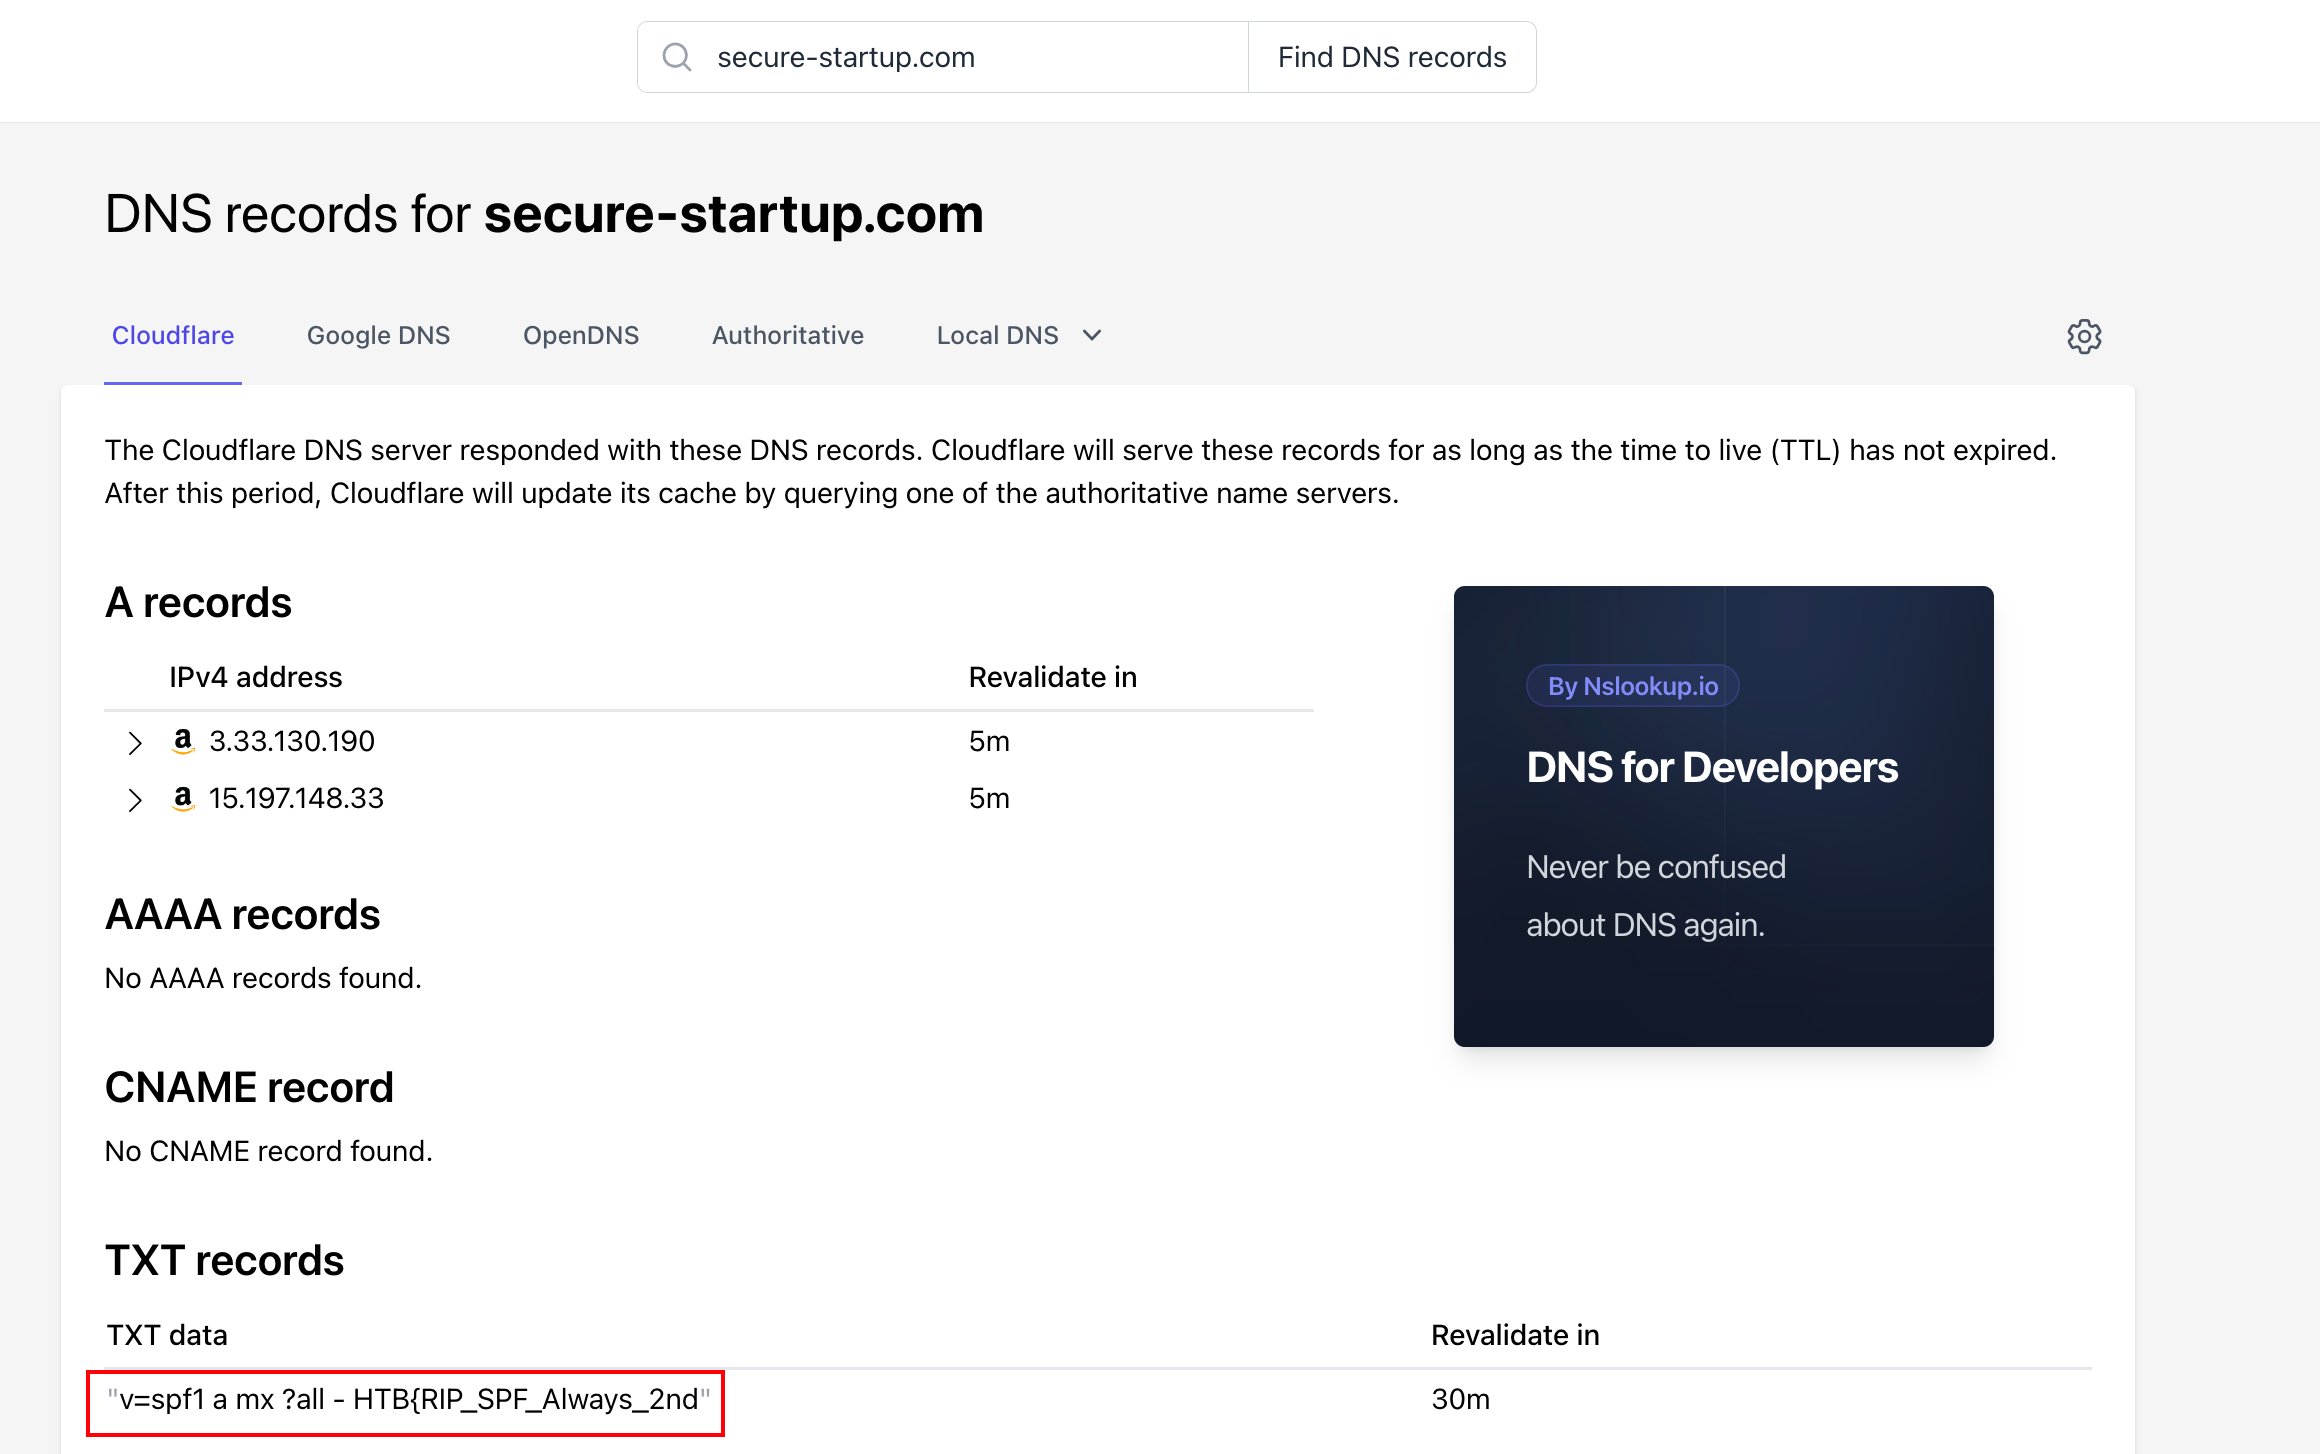 secure-startup.com
Find DNS records
DNS records for secure-startup.com
Cloudflare
Google DNS
OpenDNS
Authoritative
Local DNS
The Cloudflare DNS server responded with these DNS records. Cloudflare will serve these records for as long as the time to live (TTL) has not expired.
After this period, Cloudflare will update its cache by querying one of the authoritative name servers.
A records
IPv4 address
Revalidate in
3.33.130.190
5m
15.197.148.33
5m
By Nslookup.io
DNS for Developers
Never be confused
about DNS again.
AAAA records
No AAAA records found.
CNAME record
No CNAME record found.
TXT records
TXT data
Revalidate in
"v=spf1 a mx ?all - HTB{RIP_SPF_Always_2nd"
30m